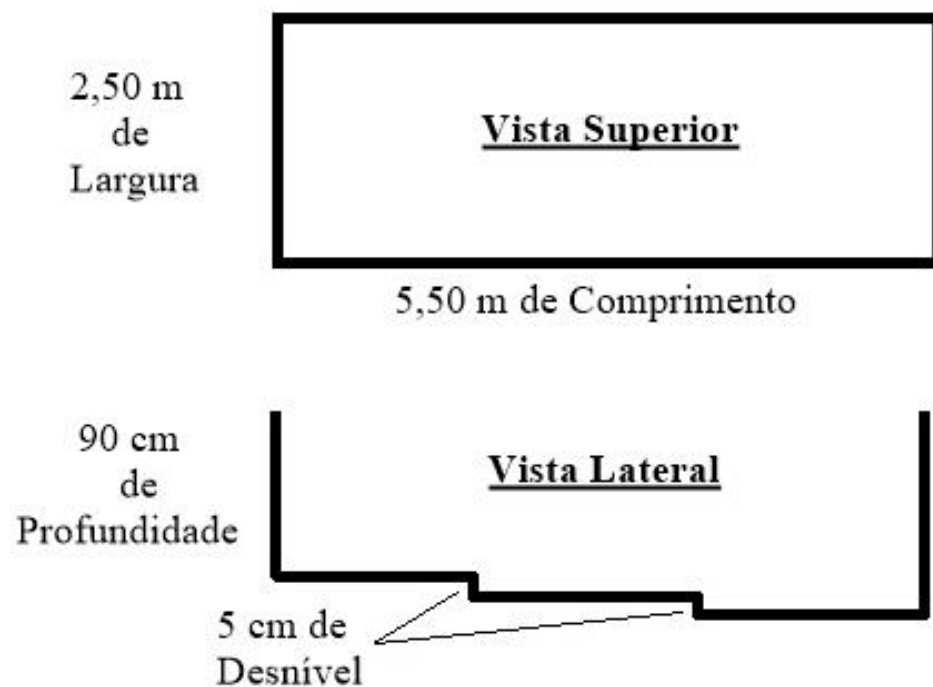 2,50 m
de
Largura
Vista Superior
5,50 m de Comprimento
90 cm
de
Profundidade
Vista Lateral
5 cm de
Desnível